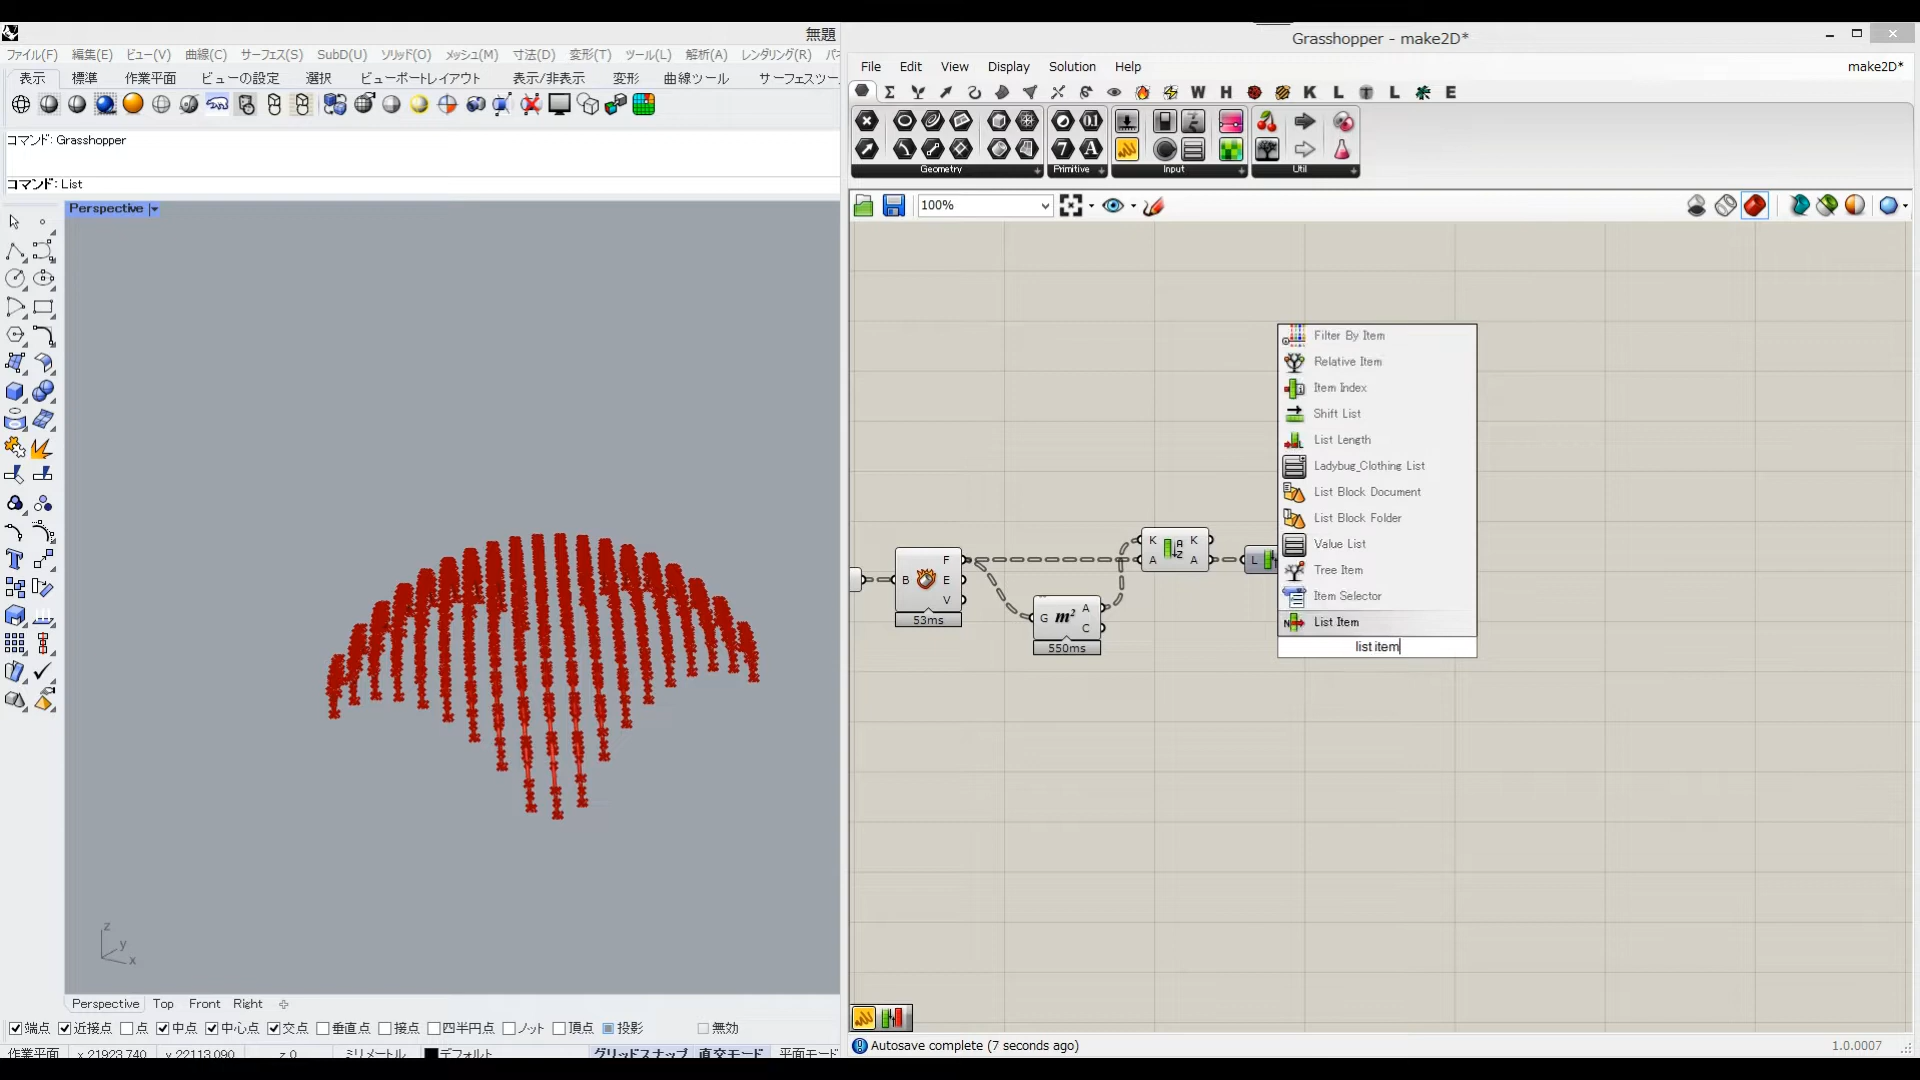 無題
ファイル(F) 編集(E) ビュー(V) 曲線(C) サーフェス(S) SubD(U) ソリッド(O) メッシュ(M) 寸法(D) 変形(T) ツール(L) 解析(A) レンダリング(R) パネ
表示 標準 作業平面 ビューの設定 選択 ビューポートレイアウト 表示/非表示 変形 曲線ツール サーフェスツー
コマンド: Grasshopper
コマンド: List
Perspective
z
y
x
Perspective Top Front Right
端点 近接点 点 中点 中心点 交点 垂直点 接点 四半円点 ノット 頂点 投影 無効
作業平面 x 21923.740 y 22113.090 z 0 ミリメートル デフォルト グリッドスナップ 直交モード 平面モード
Grasshopper - make2D*
File Edit View Display Solution Help make2D*
Σ W H K L T L E
Geometry Primitive Input Util
100%
Filter By Item
Relative Item
Item Index
Shift List
List Length
Ladybug_Clothing List
List Block Document
List Block Folder
Value List
Tree Item
Item Selector
List Item
list item
B F E V
53ms
G m² A C
550ms
K A A Z K A
L
Autosave complete (7 seconds ago)
1.0.0007